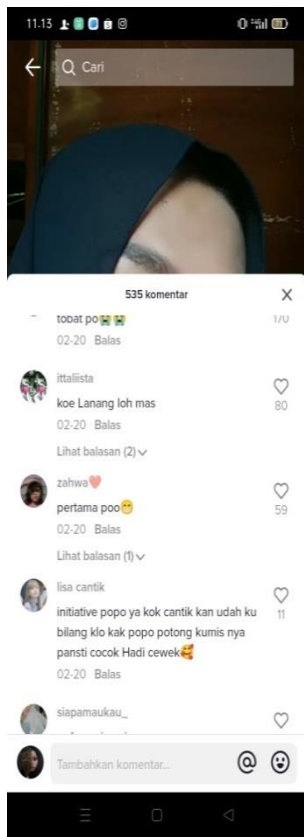 11.13
Cari
535 komentar
tobat po😭😭
170
02-20 Balas
ittaliista
koe Lanang loh mas
80
02-20 Balas
Lihat balasan (2)
zahwa❤️
pertama poo😁
59
02-20 Balas
Lihat balasan (1)
lisa cantik
initiative popo ya kok cantik kan udah ku
11
bilang klo kak popo potong kumis nya
pansti cocok Hadi cewek🥰
02-20 Balas
siapamaukau_
Tambahkan komentar...